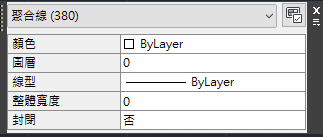 聚合線 (380)
顏色 ByLayer
圖層 0
線型 ByLayer
整體寬度 0
封閉 否